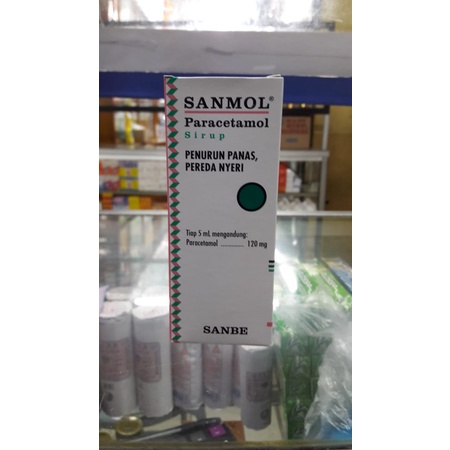 SANMOL®
Paracetamol
Sirup
PENURUN PANAS,
PEREDA NYERI
Tiap 5 mL mengandung:
Paracetamol ............ 120 mg
SANBE